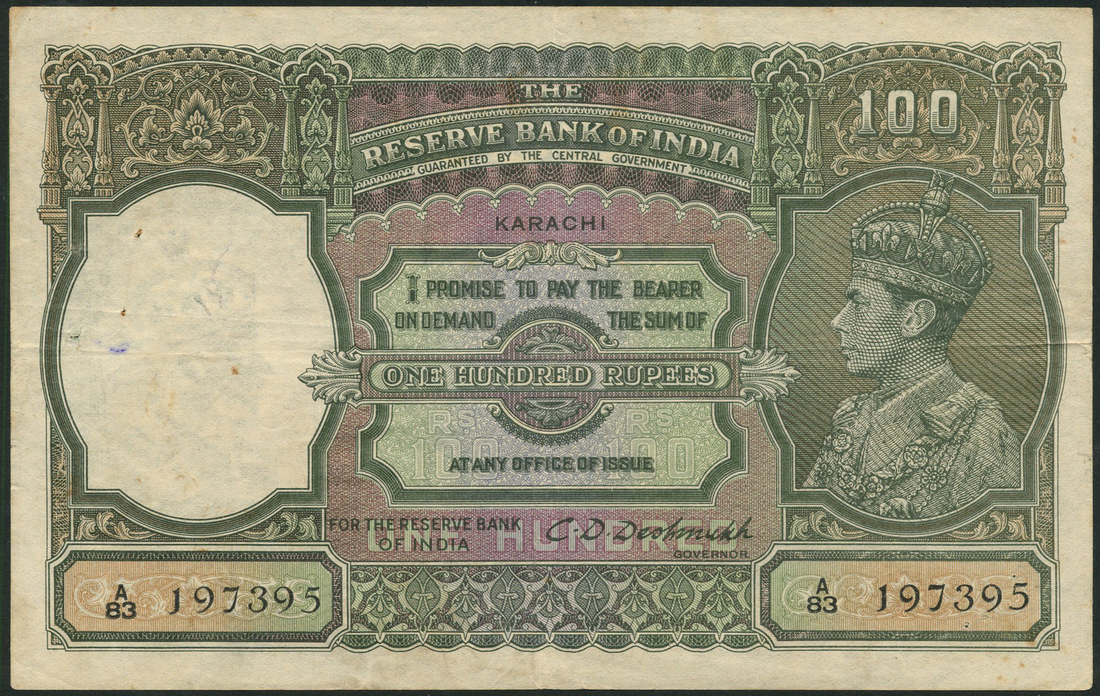 THE
RESERVE BANK OF INDIA
GUARANTEED BY THE CENTRAL GOVERNMENT
100
KARACHI
I PROMISE TO PAY THE BEARER
ON DEMAND THE SUM OF
ONE HUNDRED RUPEES
RS RS
100 100
AT ANY OFFICE OF ISSUE
FOR THE RESERVE BANK
OF INDIA
C. D. Deshmukh
GOVERNOR
ONE HUNDRED
A/83 197395
A/83 197395